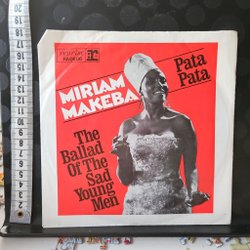 MIRIAM
MAKEBA
Pata
Pata
The
Ballad
Of The
Sad
Young
Men